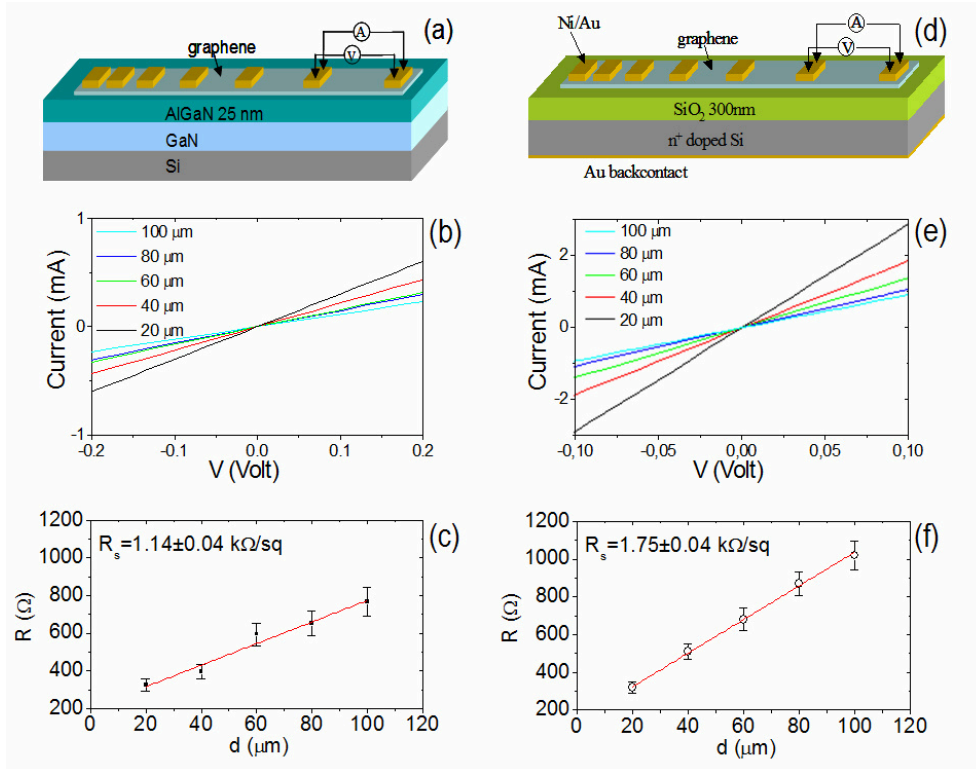 (a)
graphene
A
V
AlGaN 25 nm
GaN
Si
Ni/Au
(d)
graphene
A
V
SiO₂ 300nm
n⁺ doped Si
Au backcontact
(b)
100 μm
80 μm
60 μm
40 μm
20 μm
Current (mA)
1
0
-1
-0.2 -0.1 0.0 0.1 0.2
V (Volt)
(e)
100 μm
80 μm
60 μm
40 μm
20 μm
Current (mA)
2
0
-2
-0,10 -0,05 0,00 0,05 0,10
V (Volt)
(c)
Rₛ=1.14±0.04 kΩ/sq
R (Ω)
1200
1000
800
600
400
200
0 20 40 60 80 100 120
d (μm)
(f)
Rₛ=1.75±0.04 kΩ/sq
R (Ω)
1200
1000
800
600
400
200
0 20 40 60 80 100 120
d (μm)